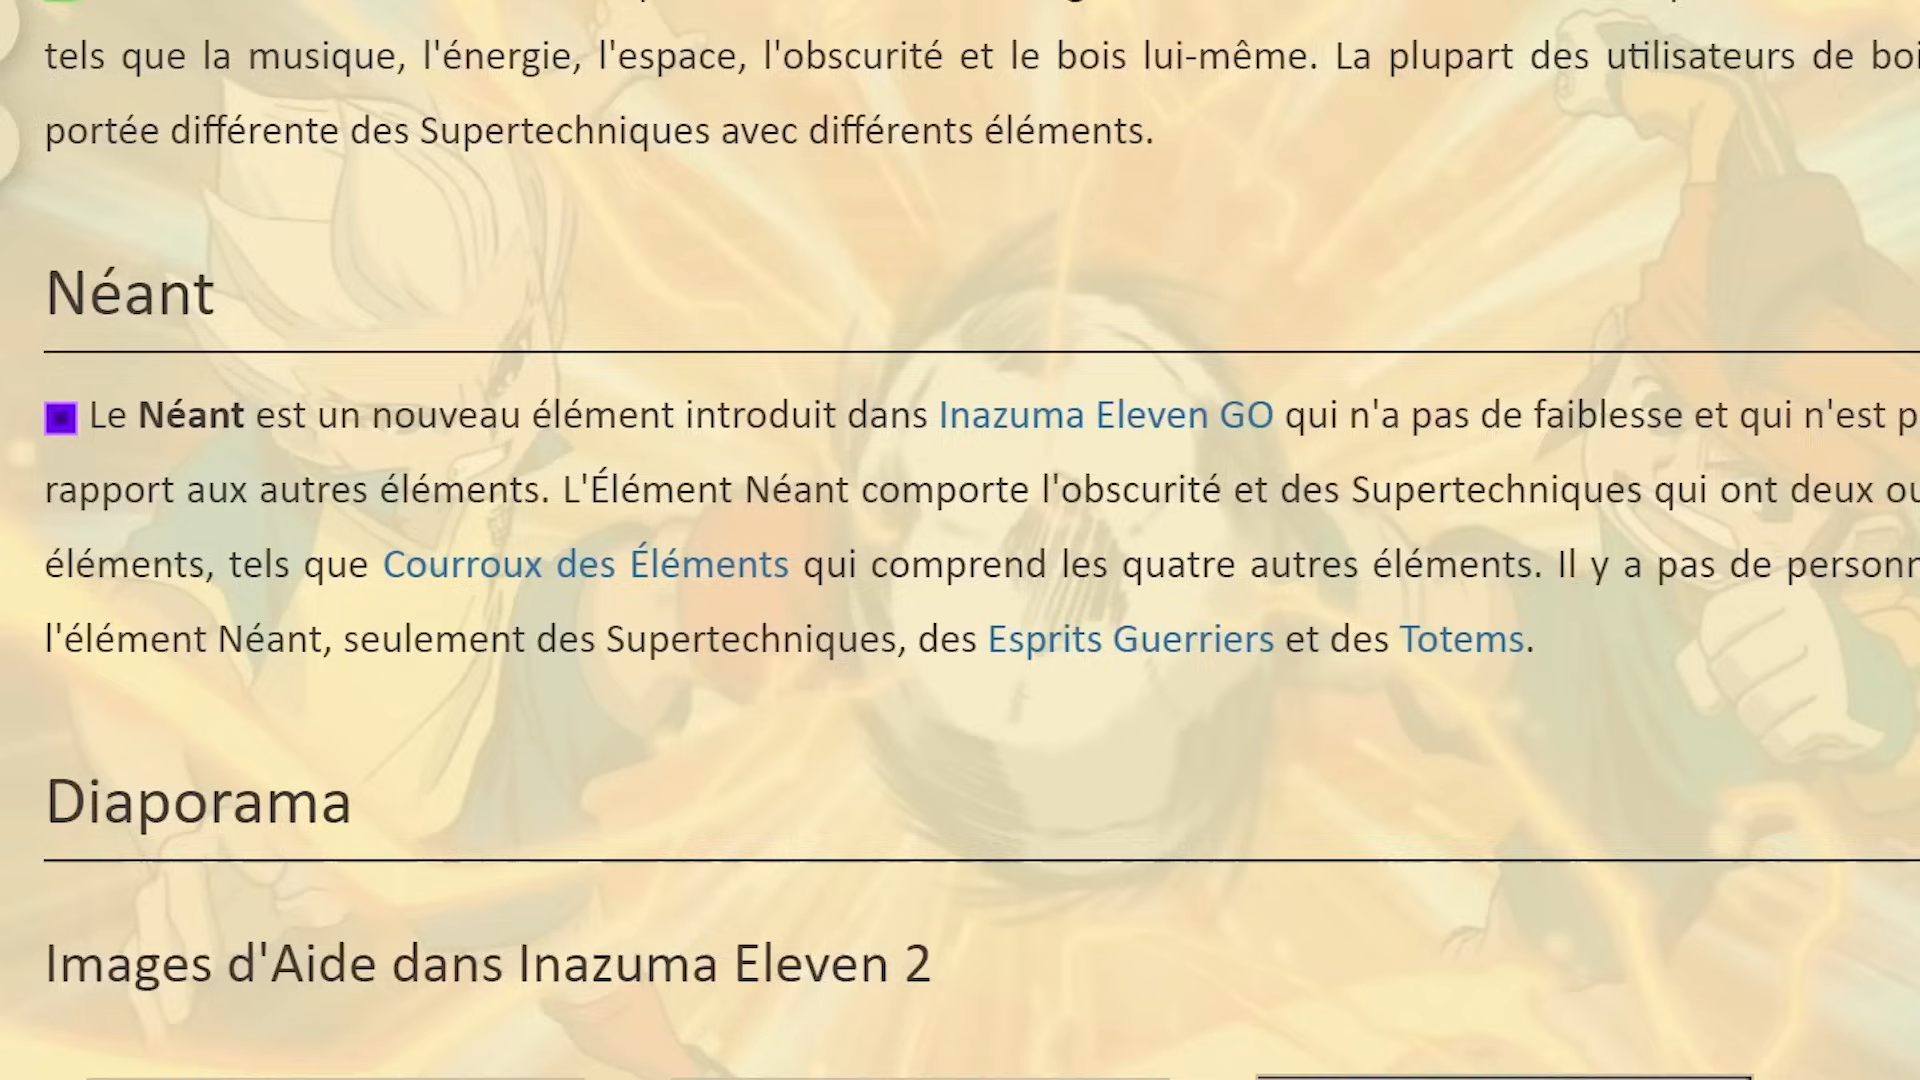 tels que la musique, l'énergie, l'espace, l'obscurité et le bois lui-même. La plupart des utilisateurs de
portée différente des Supertechniques avec différents éléments.
Néant
Le Néant est un nouveau élément introduit dans Inazuma Eleven GO qui n'a pas de faiblesse et qui n'est
rapport aux autres éléments. L'Élément Néant comporte l'obscurité et des Supertechniques qui ont deux
éléments, tels que Courroux des Éléments qui comprend les quatre autres éléments. Il y a pas de
l'élément Néant, seulement des Supertechniques, des Esprits Guerriers et des Totems.
Diaporama
Images d'Aide dans Inazuma Eleven 2